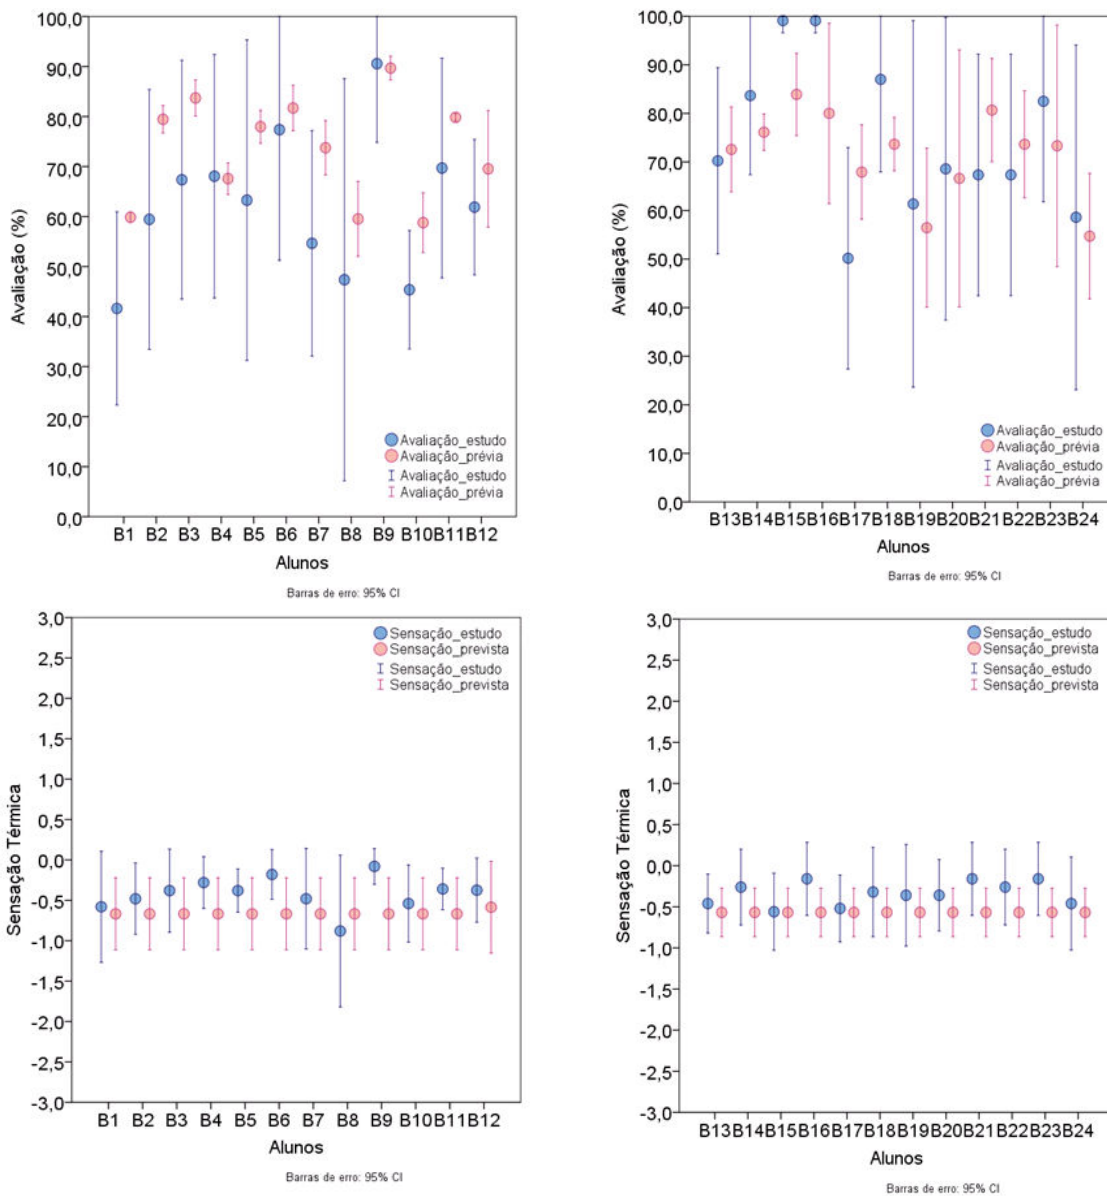 100,0
90,0
80,0
70,0
60,0
50,0
40,0
30,0
20,0
10,0
0,0
Avaliação (%)
Avaliação_estudo
Avaliação_prévia
Avaliação_estudo
Avaliação_prévia
B1 B2 B3 B4 B5 B6 B7 B8 B9 B10 B11 B12
Alunos
Barras de erro: 95% CI
100,0
90,0
80,0
70,0
60,0
50,0
40,0
30,0
20,0
10,0
0,0
Avaliação (%)
Avaliação_estudo
Avaliação_prévia
Avaliação_estudo
Avaliação_prévia
B13 B14 B15 B16 B17 B18 B19 B20 B21 B22 B23 B24
Alunos
Barras de erro: 95% CI
3,0
2,5
2,0
1,5
1,0
0,5
0,0
-0,5
-1,0
-1,5
-2,0
-2,5
-3,0
Sensação Térmica
Sensação_estudo
Sensação_prevista
Sensação_estudo
Sensação_prevista
B1 B2 B3 B4 B5 B6 B7 B8 B9 B10 B11 B12
Alunos
Barras de erro: 95% CI
3,0
2,5
2,0
1,5
1,0
0,5
0,0
-0,5
-1,0
-1,5
-2,0
-2,5
-3,0
Sensação Térmica
Sensação_estudo
Sensação_prevista
Sensação_estudo
Sensação_prevista
B13 B14 B15 B16 B17 B18 B19 B20 B21 B22 B23 B24
Alunos
Barras de erro: 95% CI